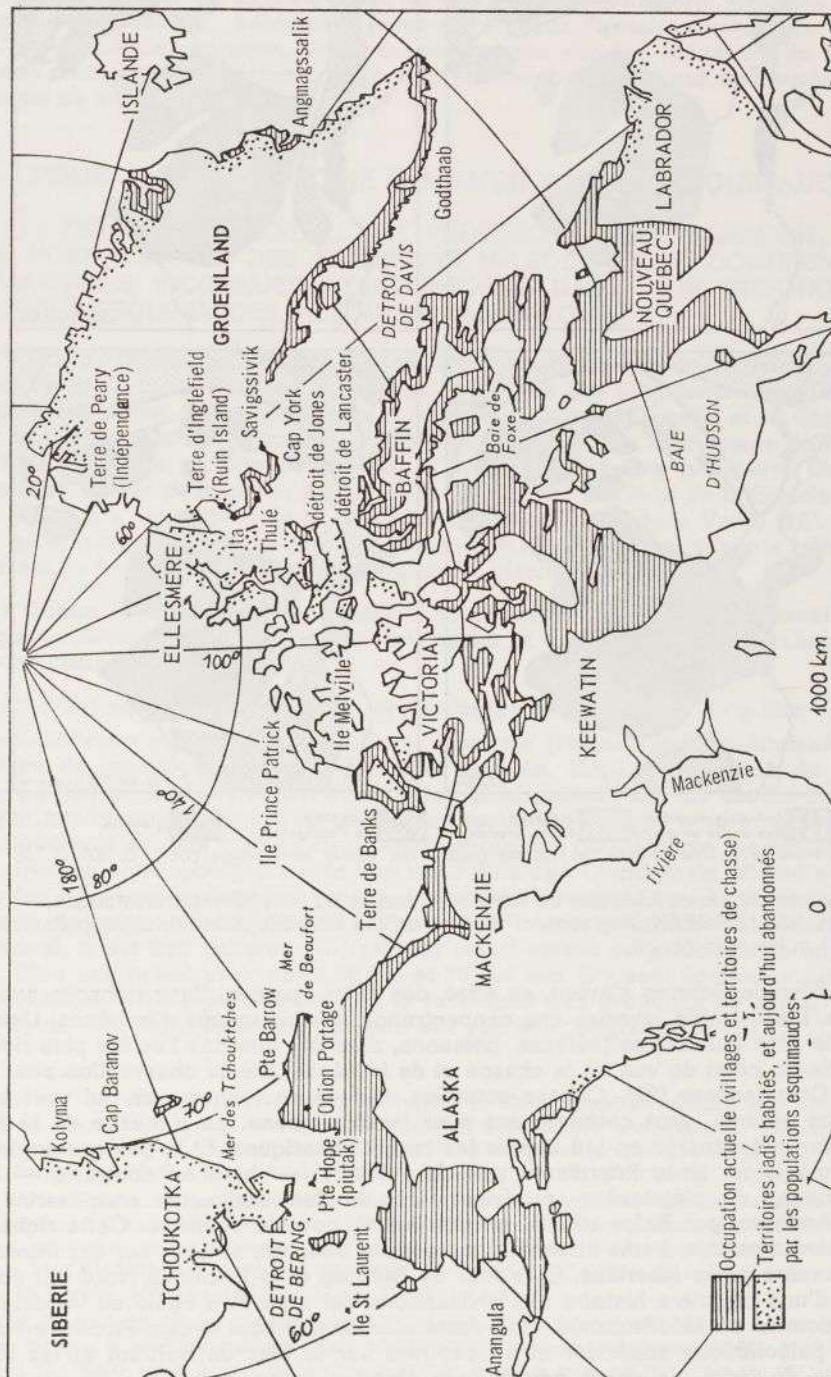 SIBERIE
Kolyma
Cap Baranov
TCHOUKOTKA
70°
180°
80°
Mer des Tchouktches
DETROIT
DE BERING
60°
Ile St Laurent
Pte Hope
(Ipiutak)
Onion Portage
Pte Barrow
Mer
de Beaufort
140°
ALASKA
Anangula
MACKENZIE
Terre de Banks
Ile Prince Patrick
Ile Melville
VICTORIA
100°
ELLESMERE
KEEWATIN
rivière
Mackenzie
60°
20°
Terre de Peary
(Indépendance)
Terre d'Inglefield
(Ruin Island)
Ita
Thulé
Savigssivik
Cap York
détroit de Jones
détroit de Lancaster
GROENLAND
ISLANDE
Angmagssalik
Godthaab
DETROIT
DE DAVIS
BAFFIN
Baie de
Foxe
BAIE
D'HUDSON
NOUVEAU
QUEBEC
LABRADOR
Occupation actuelle (villages et territoires de chasse)
Territoires jadis habités, et aujourd'hui abandonnés
par les populations esquimaudes
0
1000 km